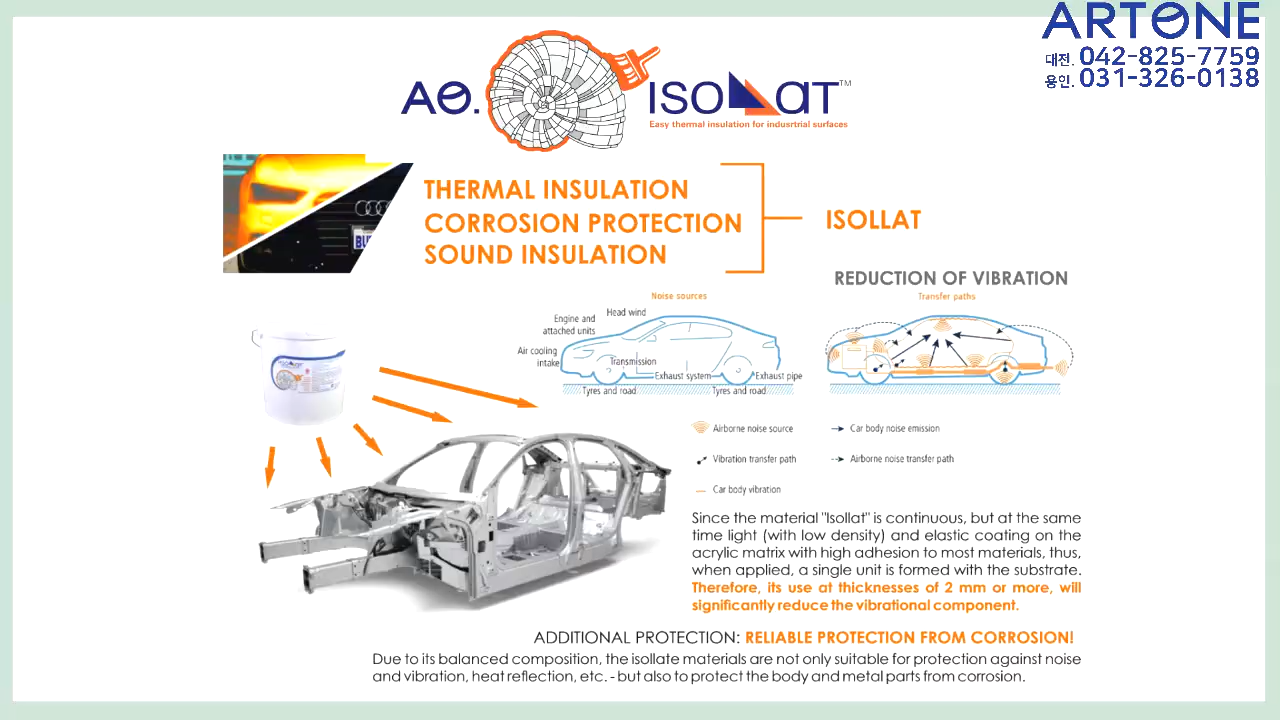 ARTONE
대전. 042-825-7759
용인. 031-326-0138
AO.
ISOLLAT™
Easy thermal insulation for indusrtrial surfaces
THERMAL INSULATION
CORROSION PROTECTION
SOUND INSULATION
ISOLLAT
REDUCTION OF VIBRATION
Noise sources
Transfer paths
Head wind
Engine and
attached units
Air cooling
intake
Transmission
Exhaust system
Exhaust pipe
Tyres and road
Tyres and road
Airborne noise source
Car body noise emission
Vibration transfer path
Airborne noise transfer path
Car body vibration
Since the material "Isollat" is continuous, but at the same
time light (with low density) and elastic coating on the
acrylic matrix with high adhesion to most materials, thus,
when applied, a single unit is formed with the substrate.
Therefore, its use at thicknesses of 2 mm or more, will
significantly reduce the vibrational component.
ADDITIONAL PROTECTION: RELIABLE PROTECTION FROM CORROSION!
Due to its balanced composition, the isollate materials are not only suitable for protection against noise
and vibration, heat reflection, etc. - but also to protect the body and metal parts from corrosion.